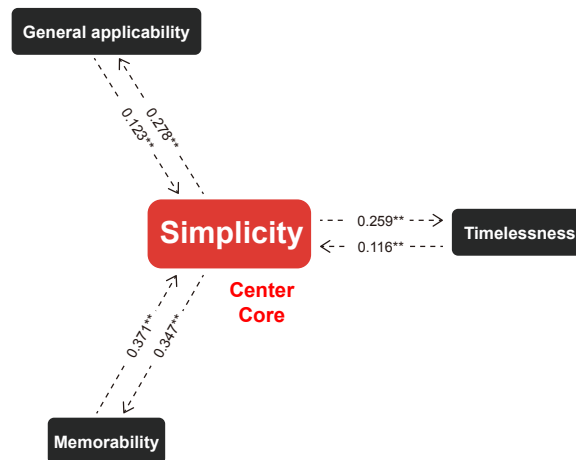 General applicability
0.123**
0.278**
Simplicity
0.259**
0.116**
Timelessness
Center
Core
0.371**
0.347**
Memorability